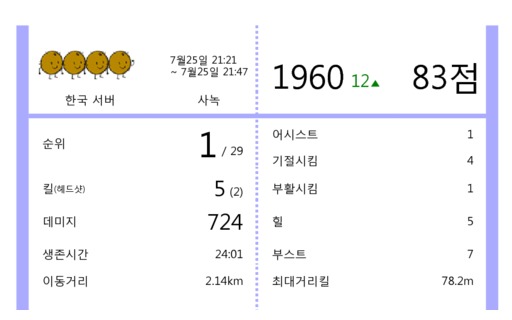 7월25일 21:21
~ 7월25일 21:47
한국 서버 사녹
1960 12▲ 83점
순위 1 / 29
킬(헤드샷) 5 (2)
데미지 724
생존시간 24:01
이동거리 2.14km
어시스트 1
기절시킴 4
부활시킴 1
힐 5
부스트 7
최대거리킬 78.2m